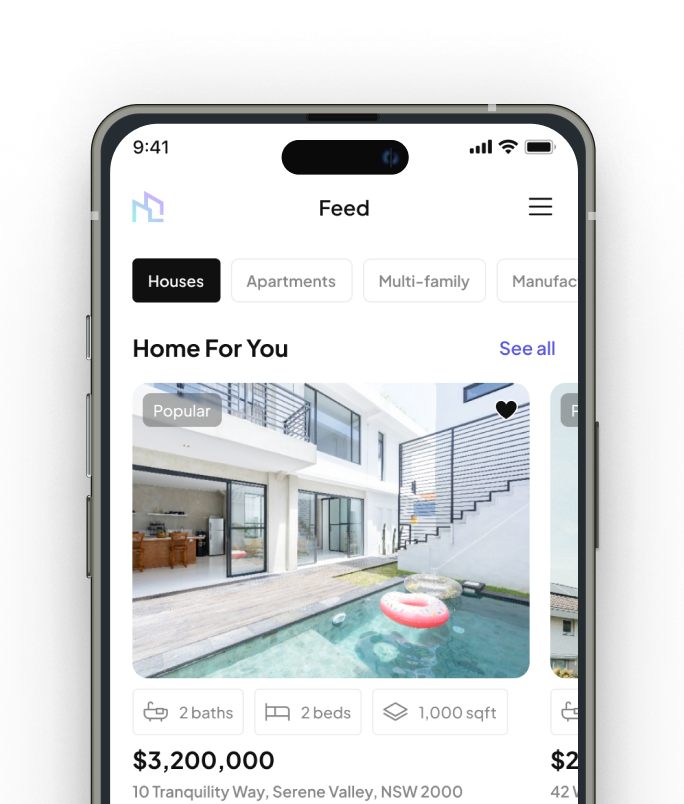 9:41
Feed
Houses Apartments Multi-family Manufac
Home For You See all
Popular
2 baths 2 beds 1,000 sqft
$3,200,000 $2
10 Tranquility Way, Serene Valley, NSW 2000 42